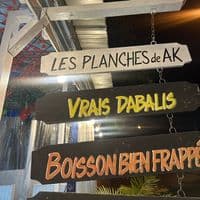 LES PLANCHES de AK
VRAIS DABALIS
BOISSON BIEN FRAPPÉ